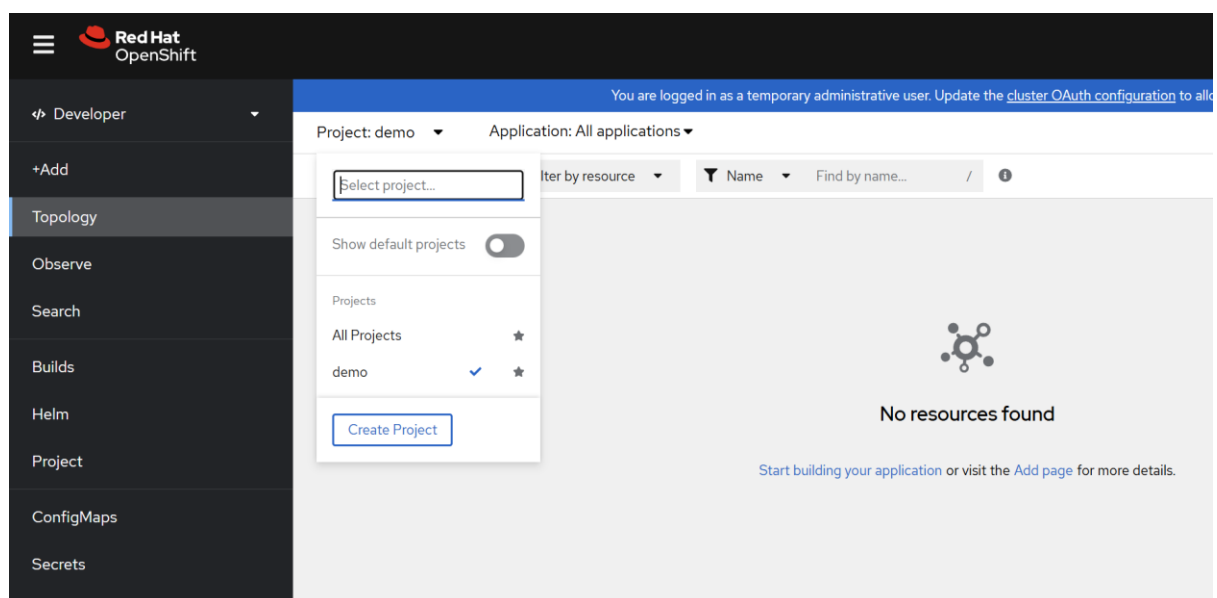 Red Hat
OpenShift
You are logged in as a temporary administrative user. Update the cluster OAuth configuration to allo
Developer
Project: demo
Application: All applications
+Add
Select project...
lter by resource
Name
Find by name...
/
Topology
Show default projects
Observe
Search
Projects
All Projects
demo
Builds
Helm
Create Project
No resources found
Project
Start building your application or visit the Add page for more details.
ConfigMaps
Secrets